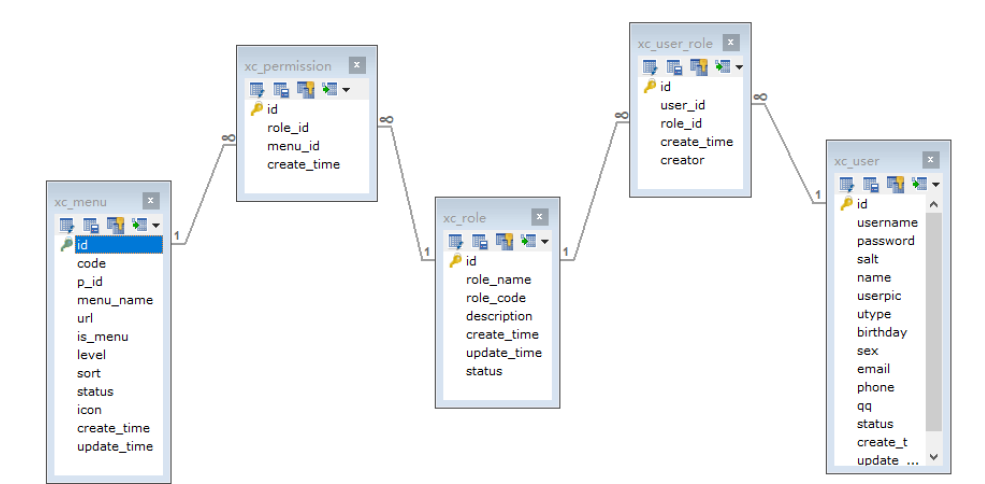 xc_menu
id
code
p_id
menu_name
url
is_menu
level
sort
status
icon
create_time
update_time
1
∞
xc_permission
id
role_id
menu_id
create_time
∞
1
xc_role
id
role_name
role_code
description
create_time
update_time
status
1
∞
xc_user_role
id
user_id
role_id
create_time
creator
∞
1
xc_user
id
username
password
salt
name
userpic
utype
birthday
sex
email
phone
qq
status
create_t
update ...